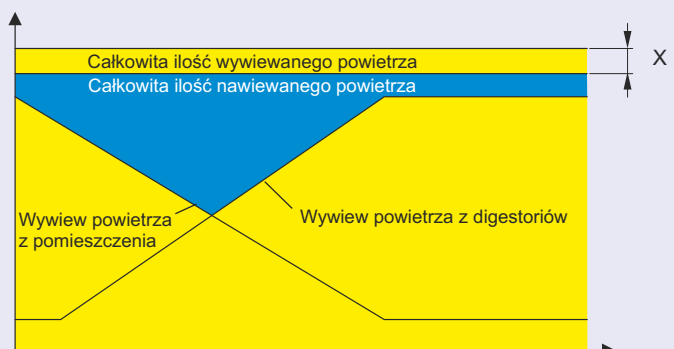 Całkowita ilość wywiewanego powietrza
X
Całkowita ilość nawiewanego powietrza
Wywiew powietrza
z pomieszczenia
Wywiew powietrza z digestoriów